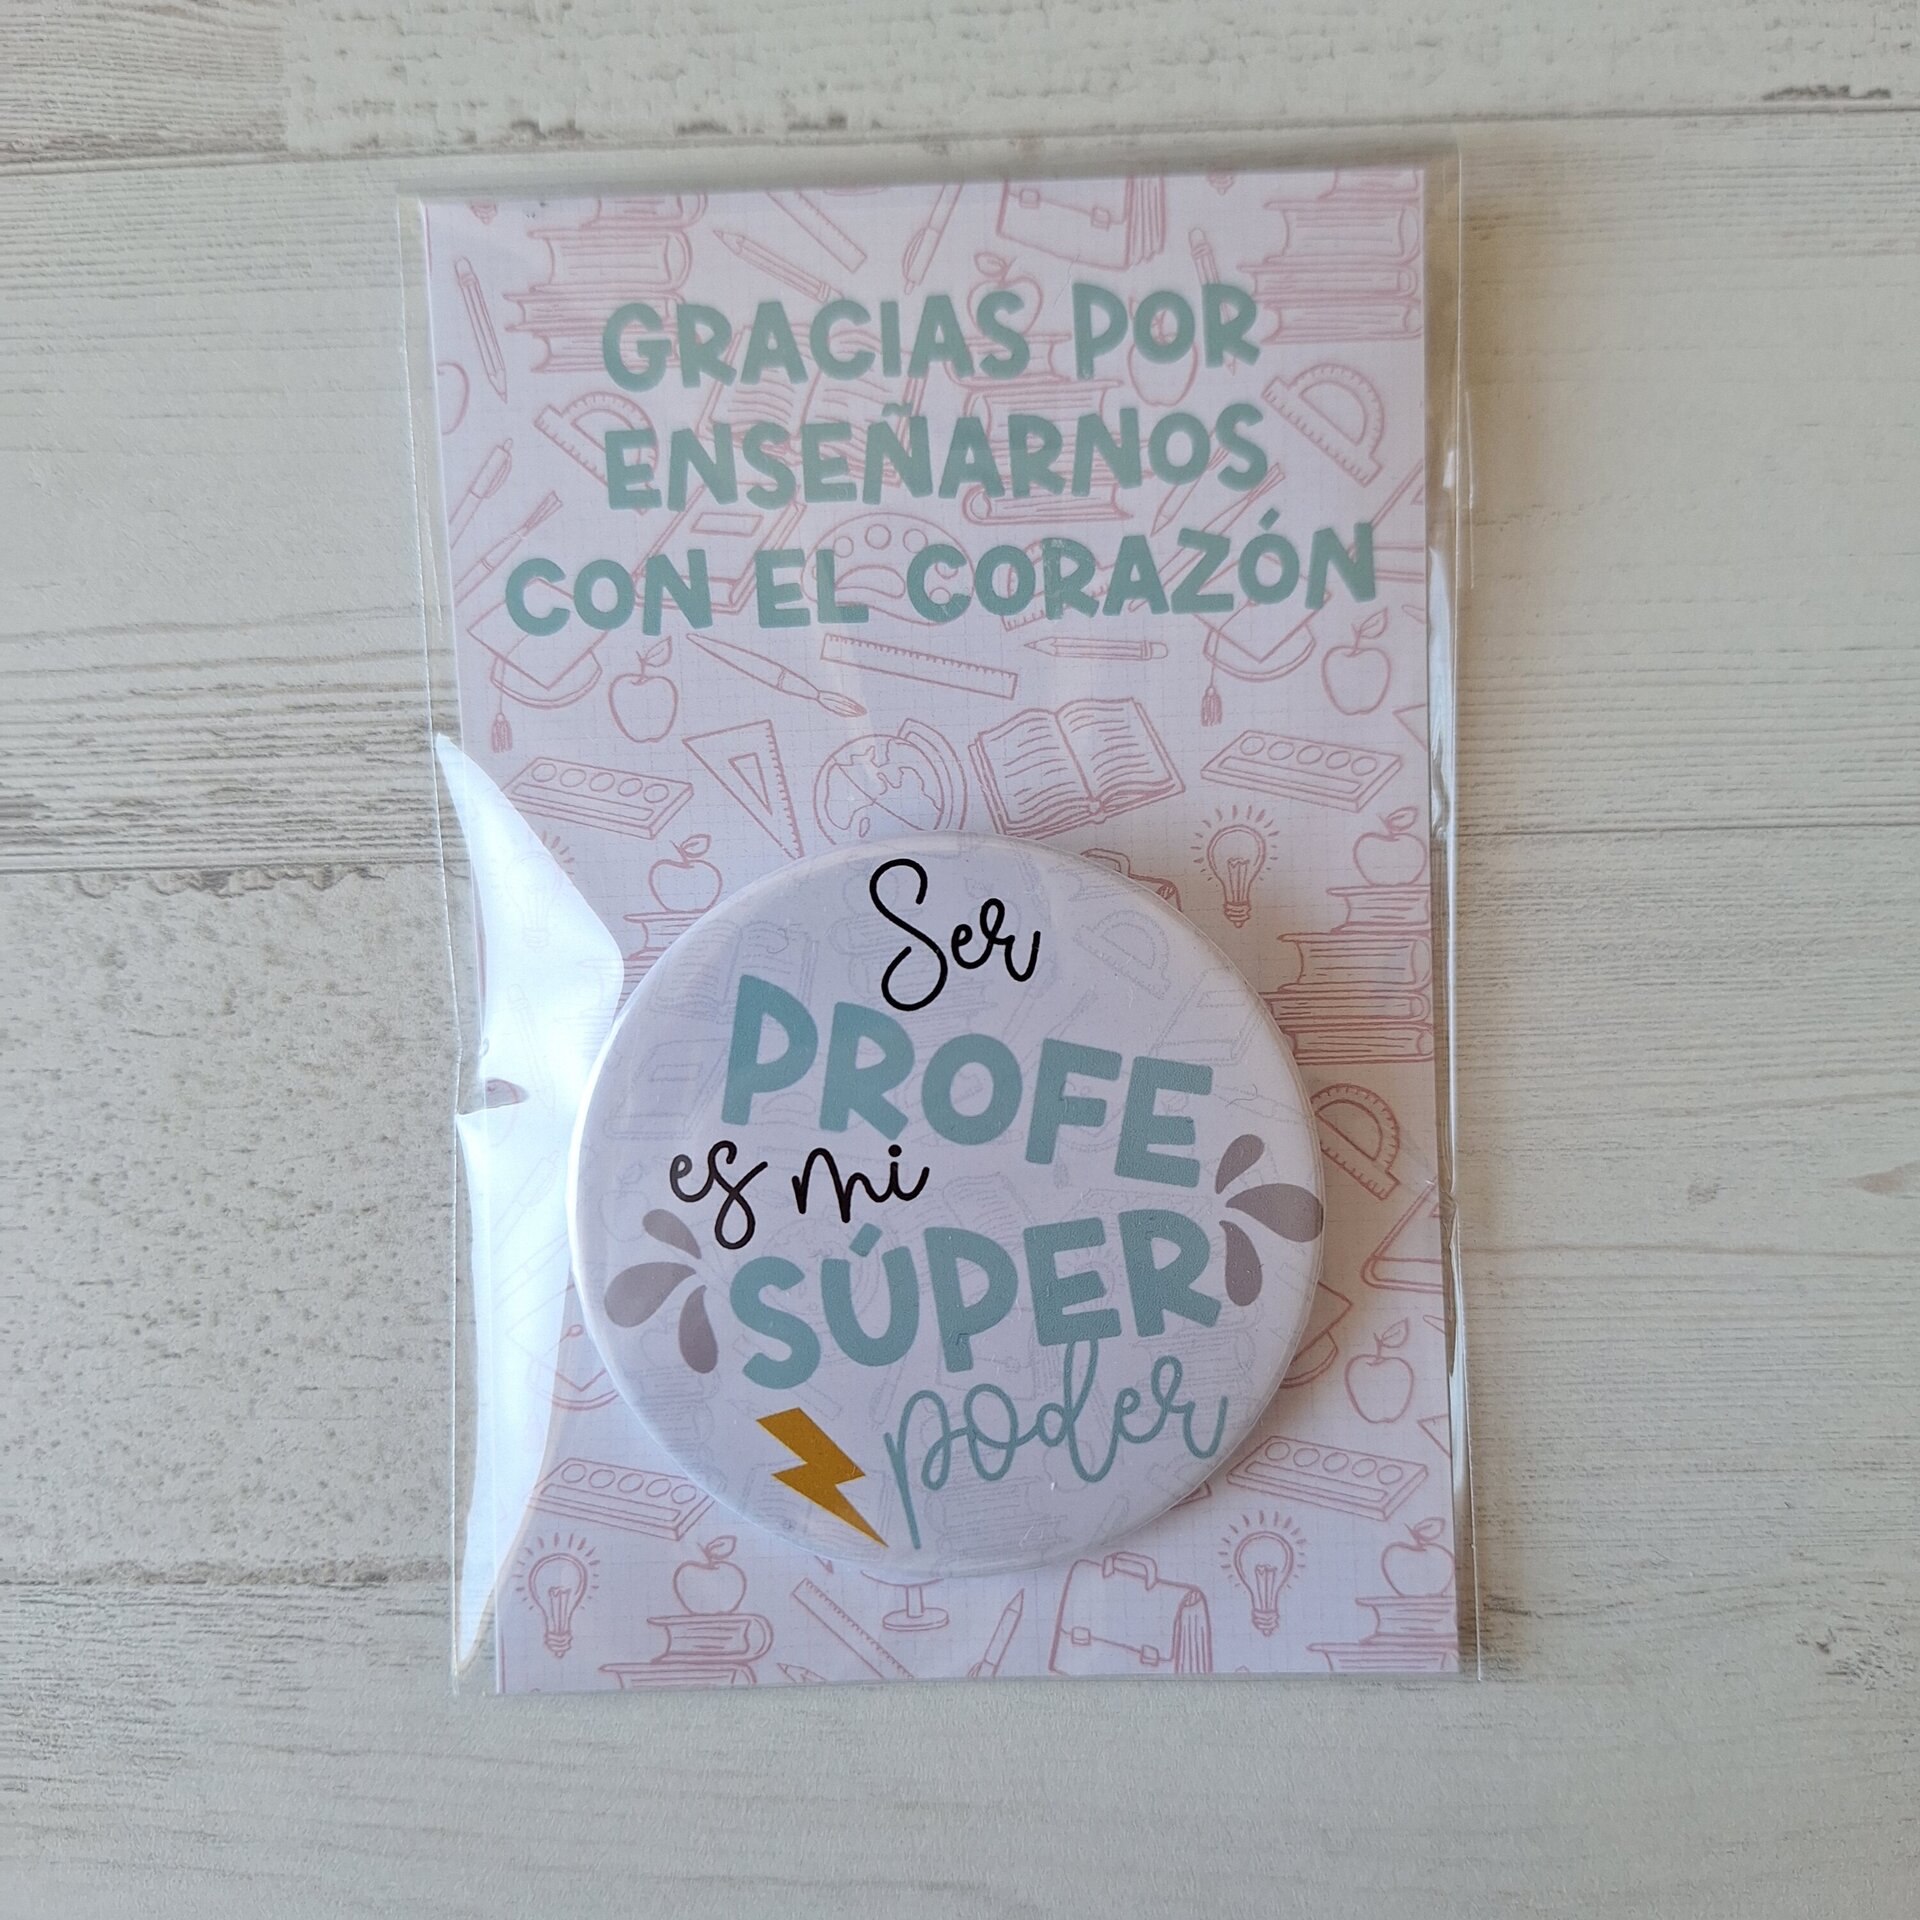 GRACIAS POR
ENSEÑARNOS
CON EL CORAZÓN
Ser
PROFE
es mi
SÚPER
poder